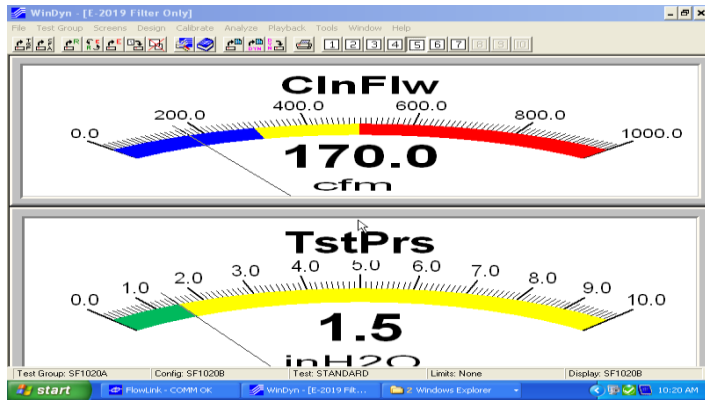 WinDyn - [E-2019 Filter Only]
File Test Group Screens Design Calibrate Analyze Playback Tools Window Help
1 2 3 4 5 6 7 8 9 10
ClnFlw
0.0 200.0 400.0 600.0 800.0 1000.0
170.0
cfm
TstPrs
0.0 1.0 2.0 3.0 4.0 5.0 6.0 7.0 8.0 9.0 10.0
1.5
inH2O
Test Group: SF1020A Config: SF1020B Test: STANDARD Limits: None Display: SF1020B
start FlowLink - COMM OK WinDyn - [E-2019 Filt... 2 Windows Explorer 10:20 AM